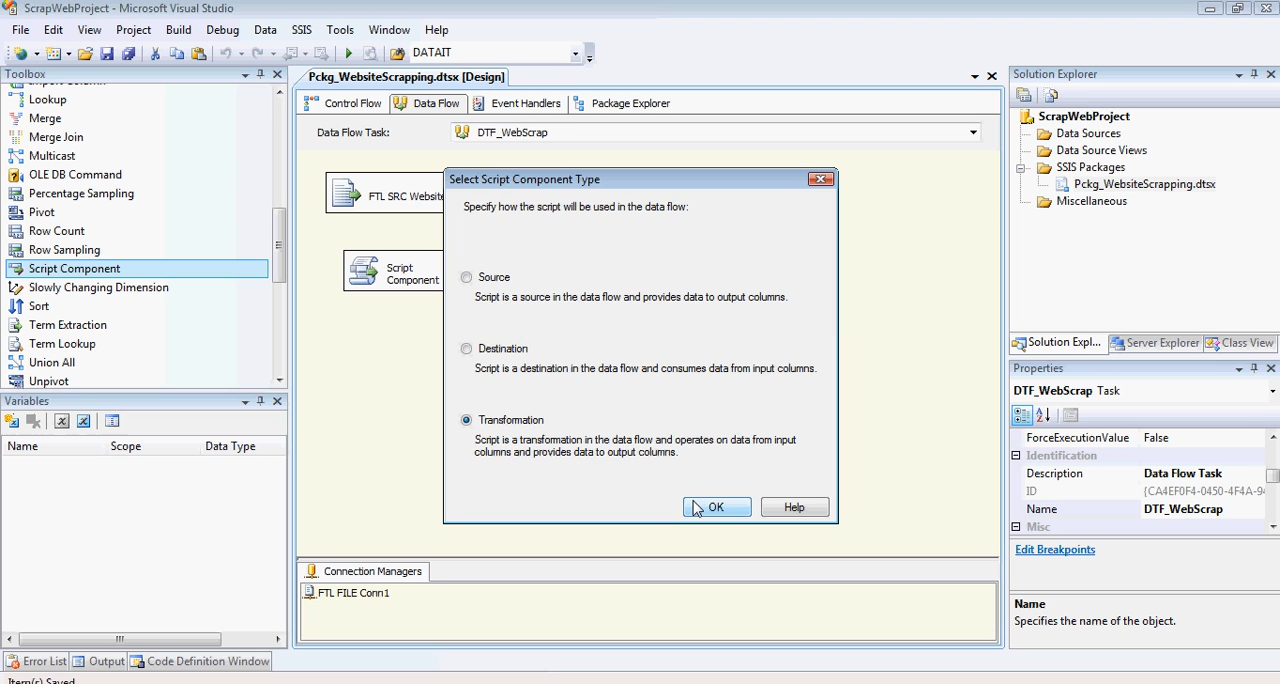 ScrapWebProject - Microsoft Visual Studio
File Edit View Project Build Debug Data SSIS Tools Window Help
DATAIT
Toolbox
Import Column
Lookup
Merge
Merge Join
Multicast
OLE DB Command
Percentage Sampling
Pivot
Row Count
Row Sampling
Script Component
Slowly Changing Dimension
Sort
Term Extraction
Term Lookup
Union All
Unpivot
Variables
Name Scope Data Type
Error List Output Code Definition Window
Item(s) Saved
Pckg_WebsiteScrapping.dtsx [Design]
Control Flow Data Flow Event Handlers Package Explorer
Data Flow Task: DTF_WebScrap
FTL SRC Website
Script
Component
Select Script Component Type
Specify how the script will be used in the data flow:
Source
Script is a source in the data flow and provides data to output columns.
Destination
Script is a destination in the data flow and consumes data from input columns.
Transformation
Script is a transformation in the data flow and operates on data from input
columns and provides data to output columns.
OK Help
Connection Managers
FTL FILE Conn1
Solution Explorer
ScrapWebProject
Data Sources
Data Source Views
SSIS Packages
Pckg_WebsiteScrapping.dtsx
Miscellaneous
Solution Expl... Server Explorer Class View
Properties
DTF_WebScrap Task
ForceExecutionValue False
Identification
Description Data Flow Task
ID {CA4EF0F4-0450-4F4A-94
Name DTF_WebScrap
Misc
Edit Breakpoints
Name
Specifies the name of the object.